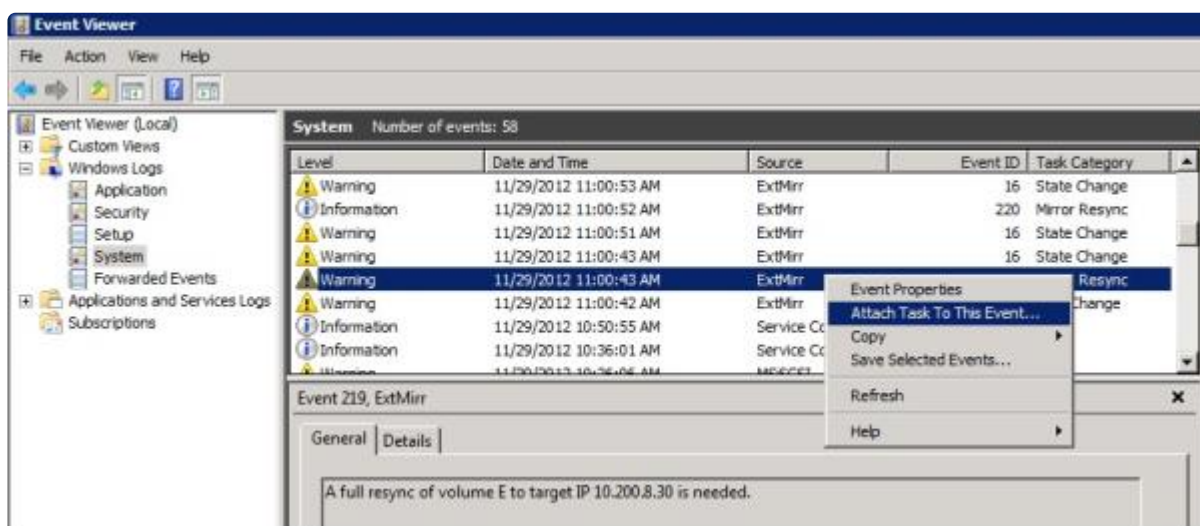 Event Viewer
File Action View Help
Event Viewer (Local)
Custom Views
Windows Logs
Application
Security
Setup
System
Forwarded Events
Applications and Services Logs
Subscriptions
System Number of events: 58
Level Date and Time Source Event ID Task Category
Warning 11/29/2012 11:00:53 AM ExtMirr 16 State Change
Information 11/29/2012 11:00:52 AM ExtMirr 220 Mirror Resync
Warning 11/29/2012 11:00:51 AM ExtMirr 16 State Change
Warning 11/29/2012 11:00:43 AM ExtMirr 16 State Change
Warning 11/29/2012 11:00:43 AM ExtMirr Resync
Warning 11/29/2012 11:00:42 AM ExtMirr Change
Information 11/29/2012 10:50:55 AM Service Co
Information 11/29/2012 10:36:01 AM Service Co
Event Properties
Attach Task To This Event...
Copy
Save Selected Events...
Refresh
Help
Event 219, ExtMirr
General Details
A full resync of volume E to target IP 10.200.8.30 is needed.